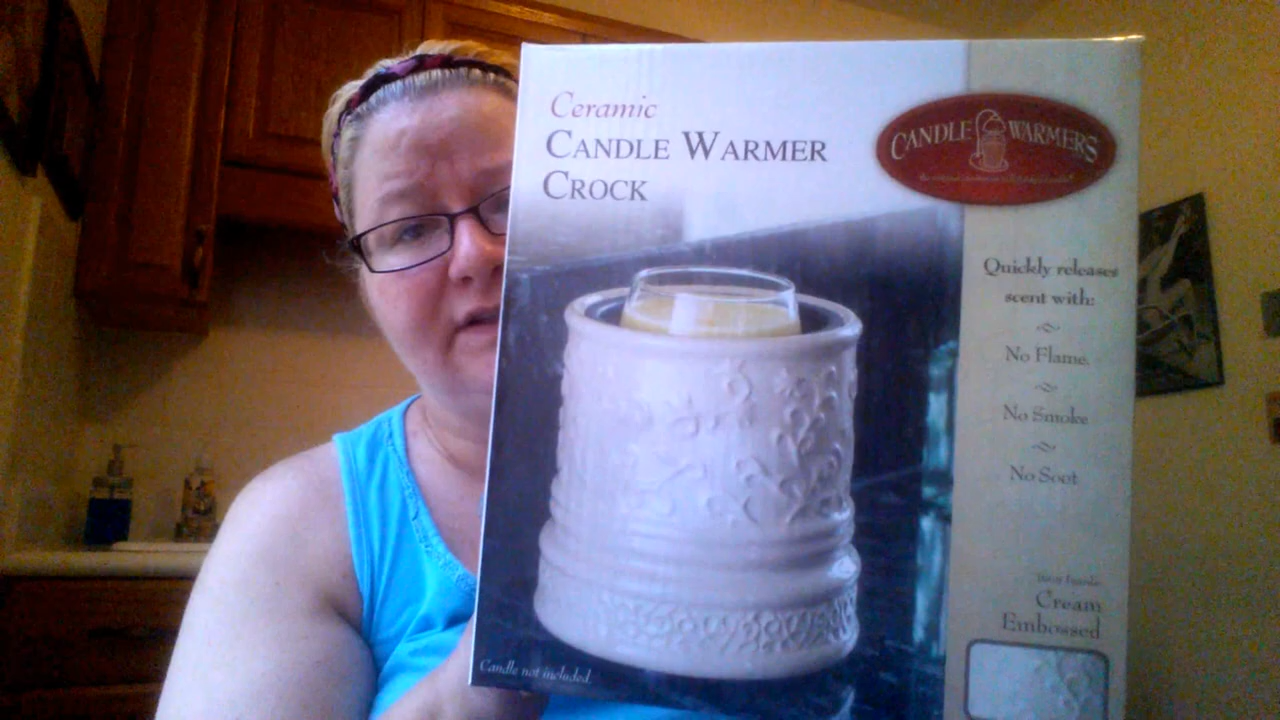 Ceramic
CANDLE WARMER
CROCK
CANDLE WARMERS
Quickly releases
scent with:
No Flame
No Smoke
No Soot
Cream
Embossed
Candle not included.